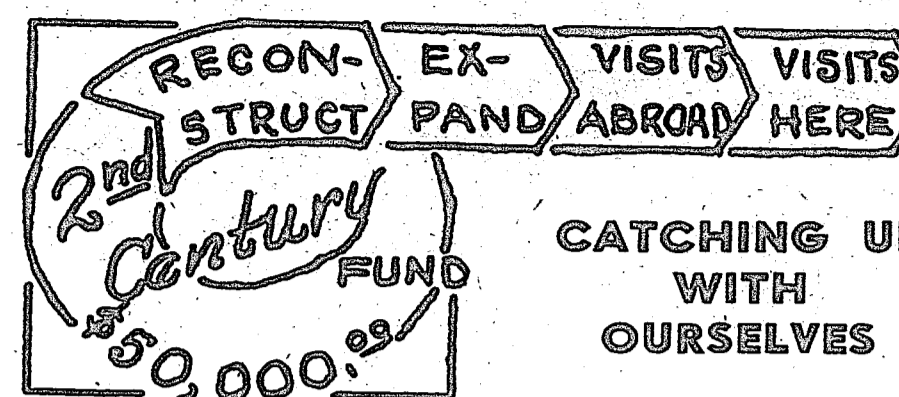 RECON-
STRUCT
EX-
PAND
VISITS
ABROAD
VISITS
HERE
2nd
Century
FUND
$50,000.00
CATCHING U
WITH
OURSELVES